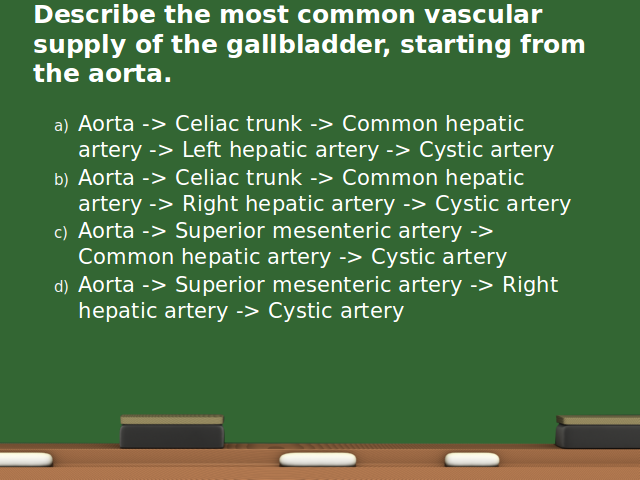 Describe the most common vascular
supply of the gallbladder, starting from
the aorta.
a) Aorta -> Celiac trunk -> Common hepatic
artery -> Left hepatic artery -> Cystic artery
b) Aorta -> Celiac trunk -> Common hepatic
artery -> Right hepatic artery -> Cystic artery
c) Aorta -> Superior mesenteric artery ->
Common hepatic artery -> Cystic artery
d) Aorta -> Superior mesenteric artery -> Right
hepatic artery -> Cystic artery